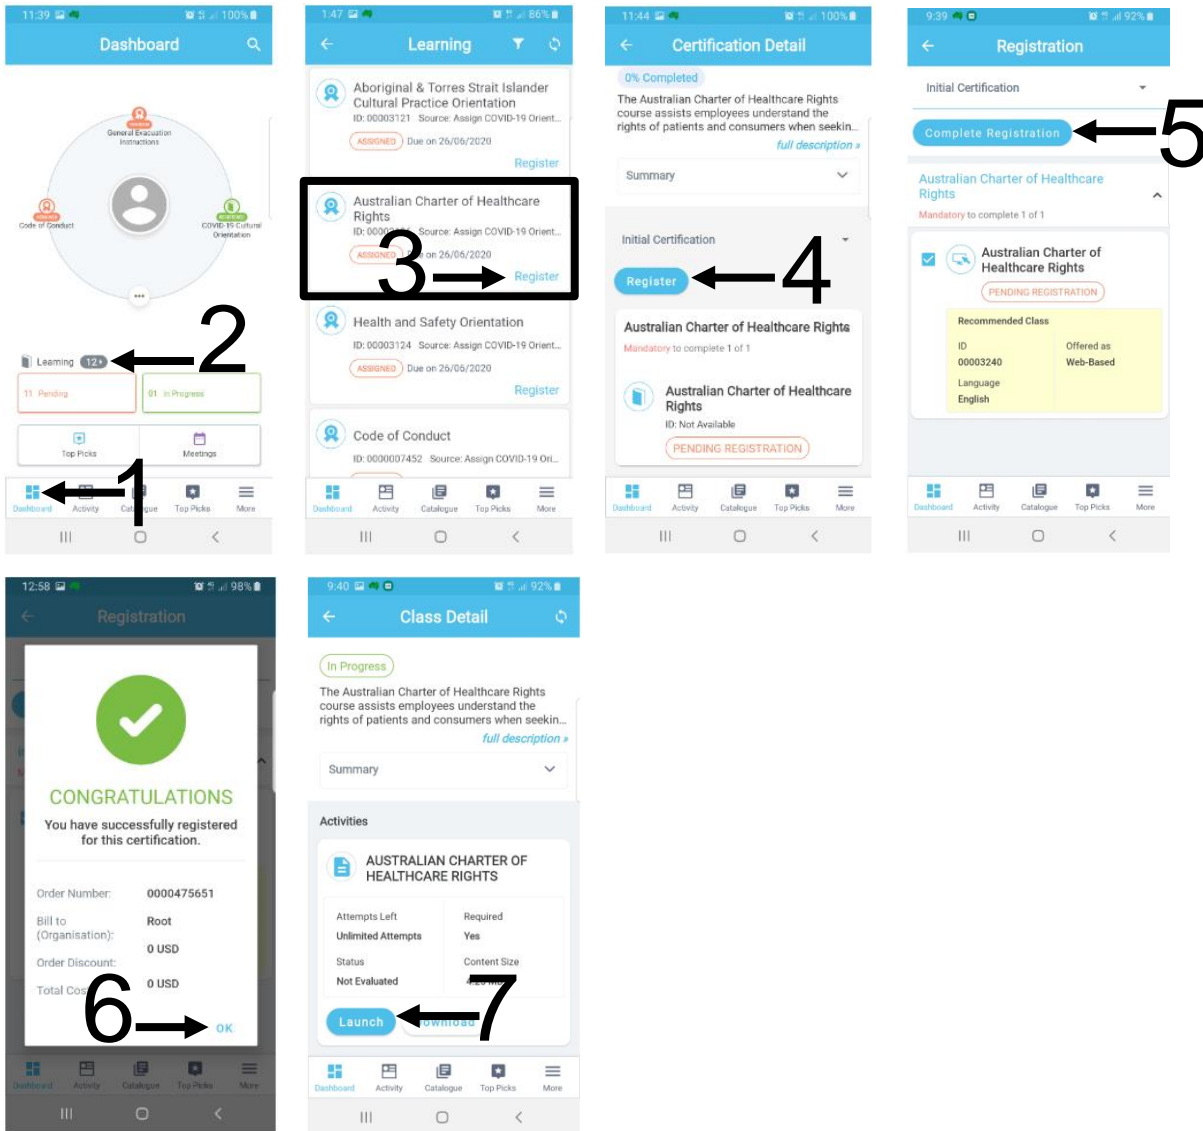 11:39 100%
Dashboard
General Evacuation
Instructions
Code of Conduct
COVID-19 Cultural
Orientation
Learning 12+
2
11 Pending
01 In Progress
Top Picks
Meetings
1
Dashboard Activity Catalogue Top Picks More
1:47 86%
Learning
Aboriginal & Torres Strait Islander
Cultural Practice Orientation
ID: 00003121 Source: Assign COVID-19 Orient...
ASSIGNED Due on 26/06/2020
Register
Australian Charter of Healthcare
Rights
Source: Assign COVID-19 Orient...
ASSIGNED Due on 26/06/2020
3
Register
Health and Safety Orientation
ID: 00003124 Source: Assign COVID-19 Orient...
ASSIGNED Due on 26/06/2020
Register
Code of Conduct
ID: 0000007452 Source: Assign COVID-19 Ori...
Dashboard Activity Catalogue Top Picks More
11:44 100%
Certification Detail
0% Completed
The Australian Charter of Healthcare Rights
course assists employees understand the
rights of patients and consumers when seekin...
full description »
Summary
Initial Certification
Register
4
Australian Charter of Healthcare Rights
Mandatory to complete 1 of 1
Australian Charter of Healthcare
Rights
ID: Not Available
PENDING REGISTRATION
Dashboard Activity Catalogue Top Picks More
9:39 92%
Registration
Initial Certification
Complete Registration
5
Australian Charter of Healthcare
Rights
Mandatory to complete 1 of 1
Australian Charter of
Healthcare Rights
PENDING REGISTRATION
Recommended Class
ID Offered as
00003240 Web-Based
Language
English
Dashboard Activity Catalogue Top Picks More
12:58 98%
Registration
CONGRATULATIONS
You have successfully registered
for this certification.
Order Number: 0000475651
Bill to Root
(Organisation):
0 USD
Order Discount:
Total Cos 0 USD
6
OK
Dashboard Activity Catalogue Top Picks More
9:40 92%
Class Detail
In Progress
The Australian Charter of Healthcare Rights
course assists employees understand the
rights of patients and consumers when seekin...
full description »
Summary
Activities
AUSTRALIAN CHARTER OF
HEALTHCARE RIGHTS
Attempts Left Required
Unlimited Attempts Yes
Status Content Size
Not Evaluated
Launch
Download
7
Dashboard Activity Catalogue Top Picks More